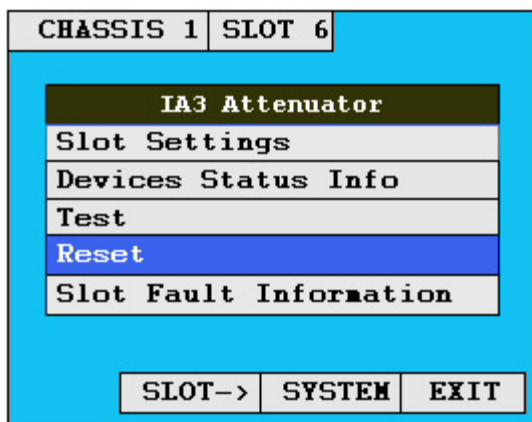 CHASSIS 1 SLOT 6
IA3 Attenuator
Slot Settings
Devices Status Info
Test
Reset
Slot Fault Information
SLOT-> SYSTEM EXIT